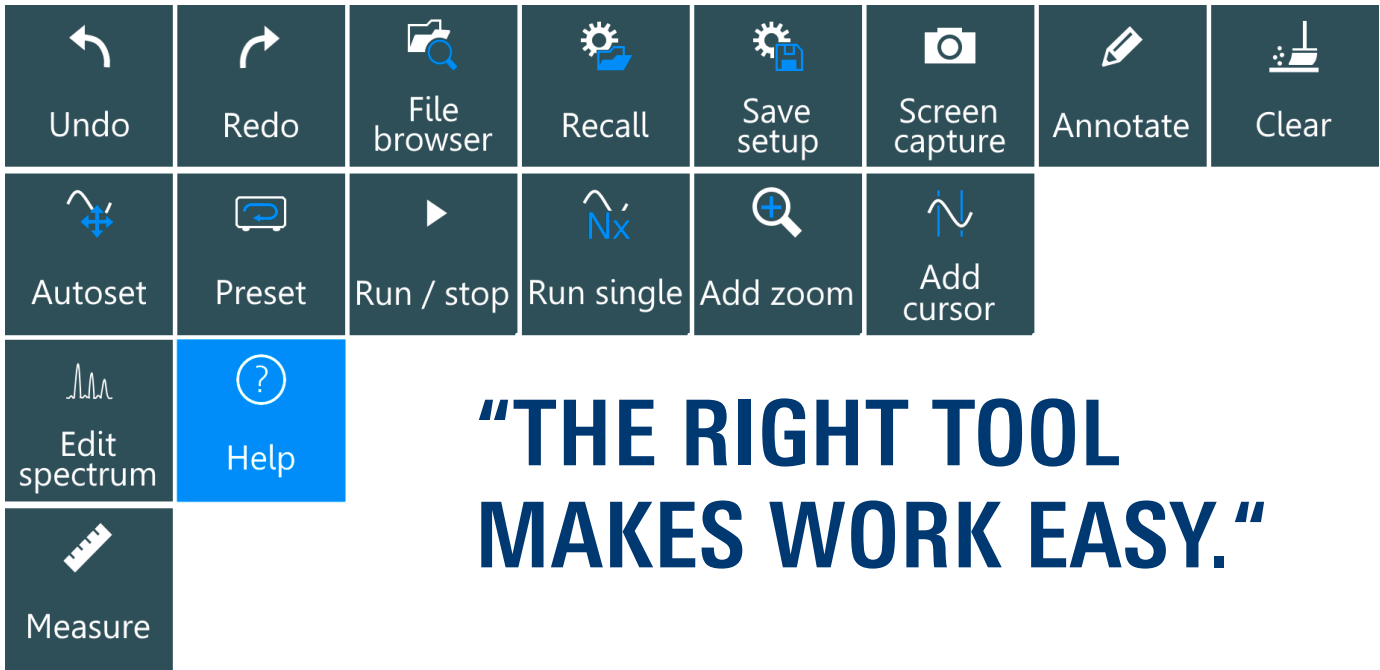 Undo
Redo
File
browser
Recall
Save
setup
Screen
capture
Annotate
Clear
Autoset
Preset
Run / stop
Nx
Run single
Add zoom
Add
cursor
Edit
spectrum
?
Help
Measure
“THE RIGHT TOOL
MAKES WORK EASY.“